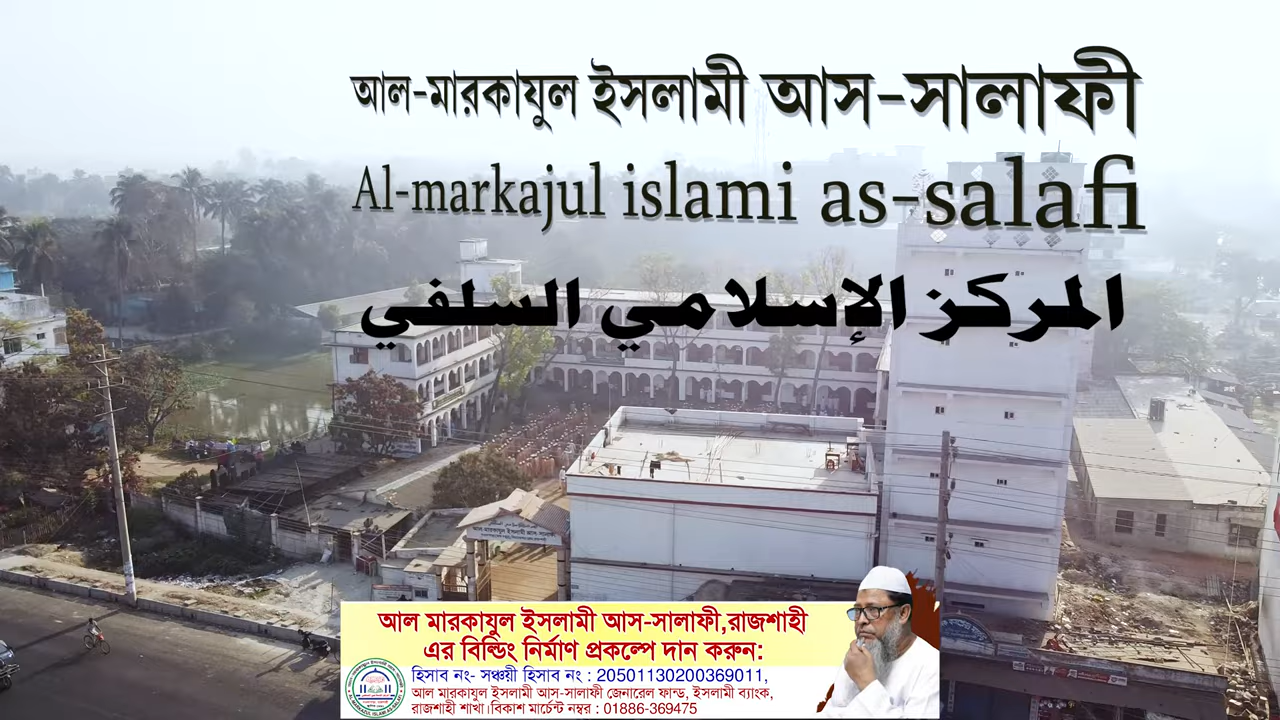 আল-মারকাযুল ইসলামী আস-সালাফী
Al-markajul islami as-salafi
المركز الإسلامي السلفي
আল মারকাযুল ইসলামী আস-সালাফী,রাজশাহী
এর বিল্ডিং নির্মাণ প্রকল্পে দান করুন:
হিসাব নং- সঞ্চয়ী হিসাব নং : 20501130200369011,
আল মারকাযুল ইসলামী আস-সালাফী জেনারেল ফান্ড, ইসলামী ব্যাংক,
রাজশাহী শাখা।বিকাশ মার্চেন্ট নম্বর : 01886-369475